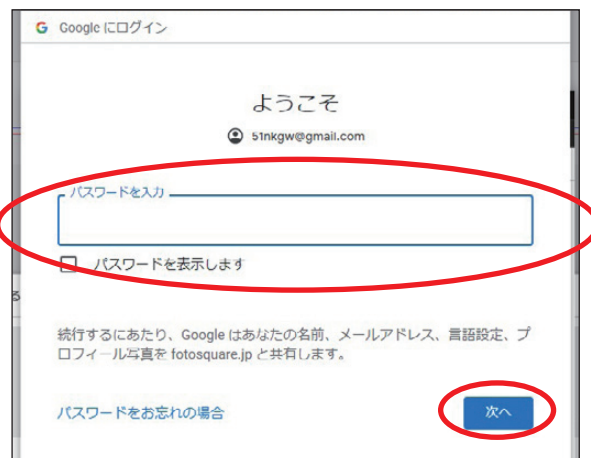 Google にログイン
ようこそ
51nkgw@gmail.com
パスワードを入力
パスワードを表示します
る
続行するにあたり、Google はあなたの名前、メールアドレス、言語設定、プ
ロフィール写真を fotosquare.jp と共有します。
パスワードをお忘れの場合
次へ